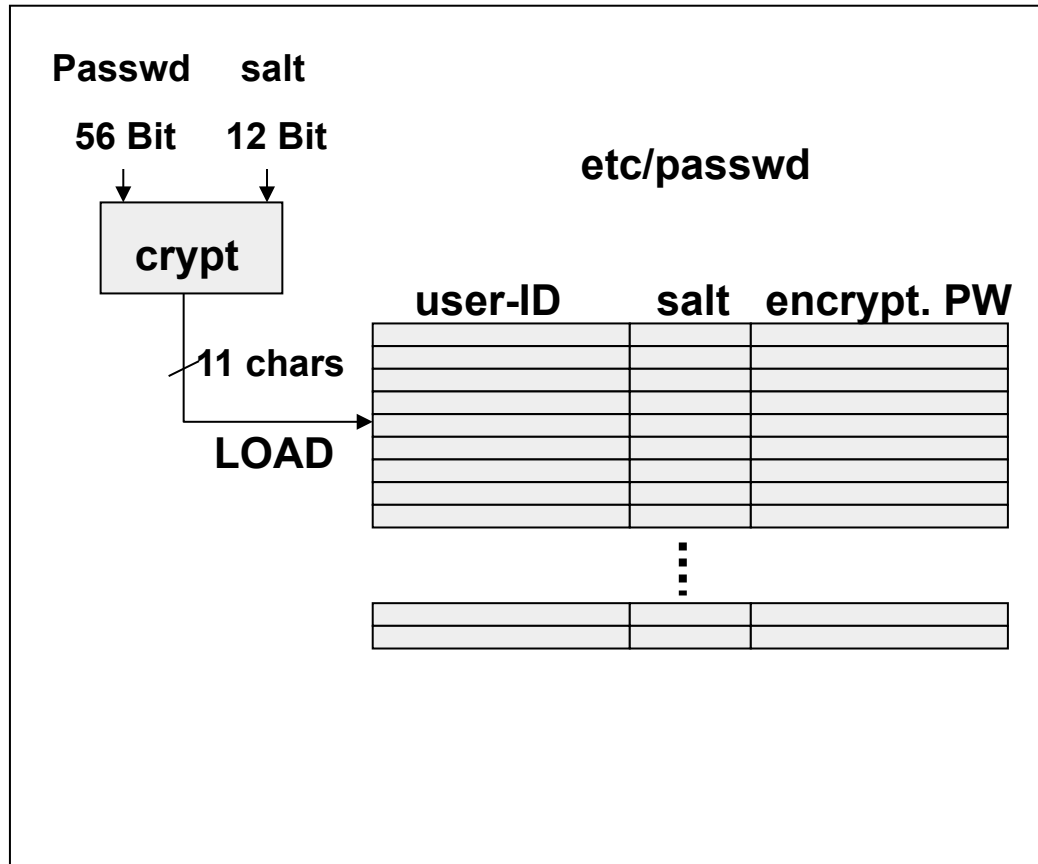 Passwd salt
56 Bit 12 Bit
etc/passwd
crypt
user-ID salt encrypt. PW
11 chars
LOAD